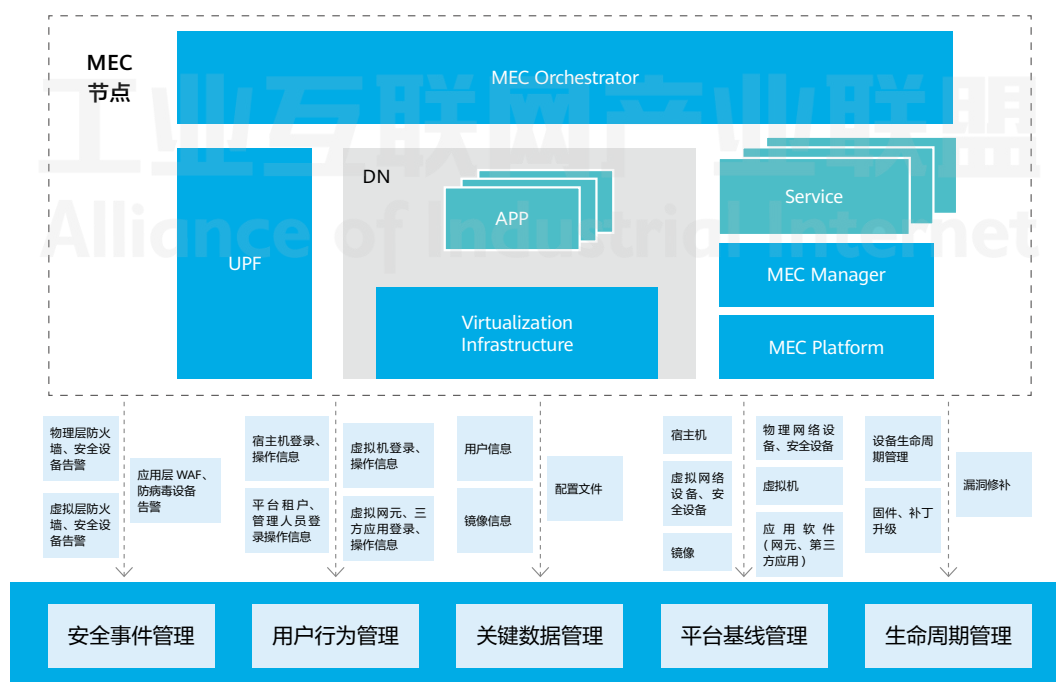 MEC
节点
MEC Orchestrator
工业互联网产业联盟
Alliance of Industrial Internet
UPF
DN
APP
Virtualization
Infrastructure
Service
MEC Manager
MEC Platform
物理层防火
墙、安全设
备告警
虚拟层防火
墙、安全设
备告警
应用层 WAF、
防病毒设备
告警
宿主机登录、
操作信息
平台租户、
管理人员登
录操作信息
虚拟机登录、
操作信息
虚拟网元、三
方应用登录、
操作信息
用户信息
镜像信息
配置文件
宿主机
虚拟网络
设备、安
全设备
镜像
物理网络设
备、安全设备
虚拟机
应用软件
(网元、第三
方应用)
设备生命周
期管理
固件、补丁
升级
漏洞修补
安全事件管理
用户行为管理
关键数据管理
平台基线管理
生命周期管理